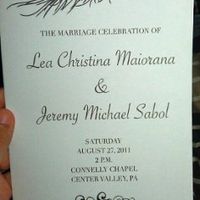 THE MARRIAGE CELEBRATION OF
Lea Christina Maiorana
&
Jeremy Michael Sabol
SATURDAY
AUGUST 27, 2011
2 P.M.
CONNELLY CHAPEL
CENTER VALLEY, PA